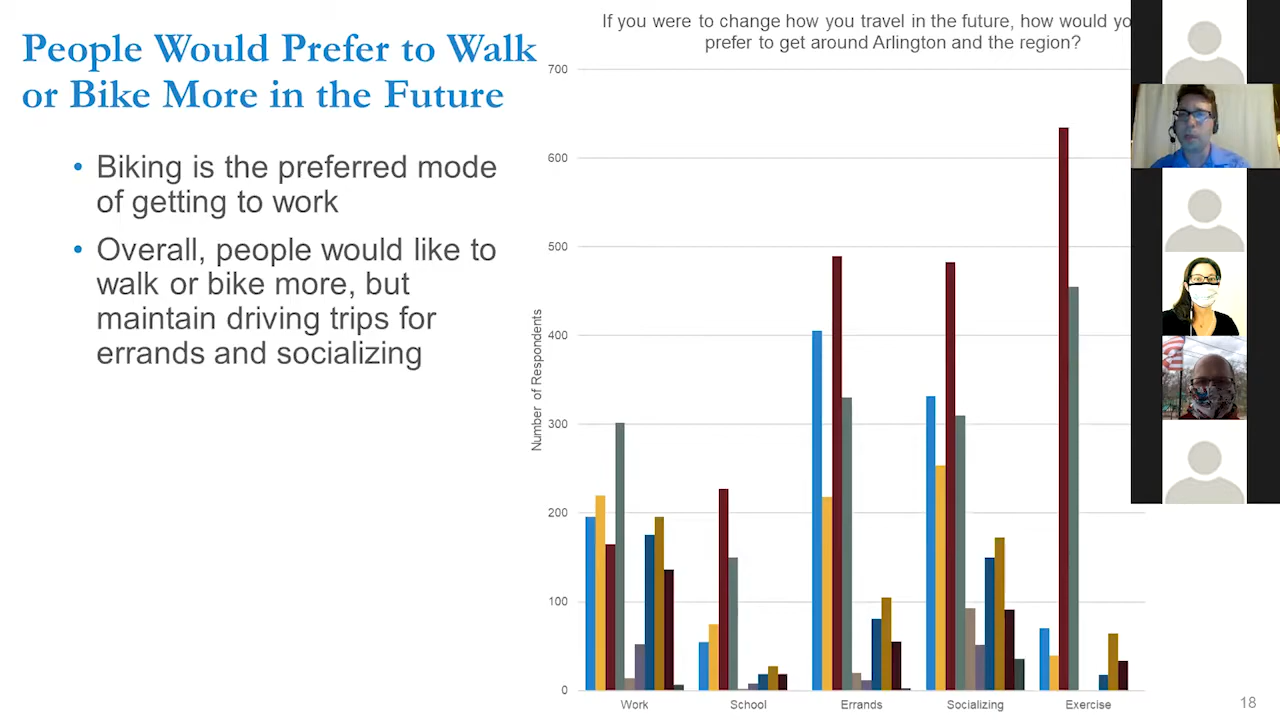 People Would Prefer to Walk
or Bike More in the Future
• Biking is the preferred mode
of getting to work
• Overall, people would like to
walk or bike more, but
maintain driving trips for
errands and socializing
If you were to change how you travel in the future, how would yo
prefer to get around Arlington and the region?
Number of Respondents
700
600
500
400
300
200
100
0
Work
School
Errands
Socializing
Exercise
18